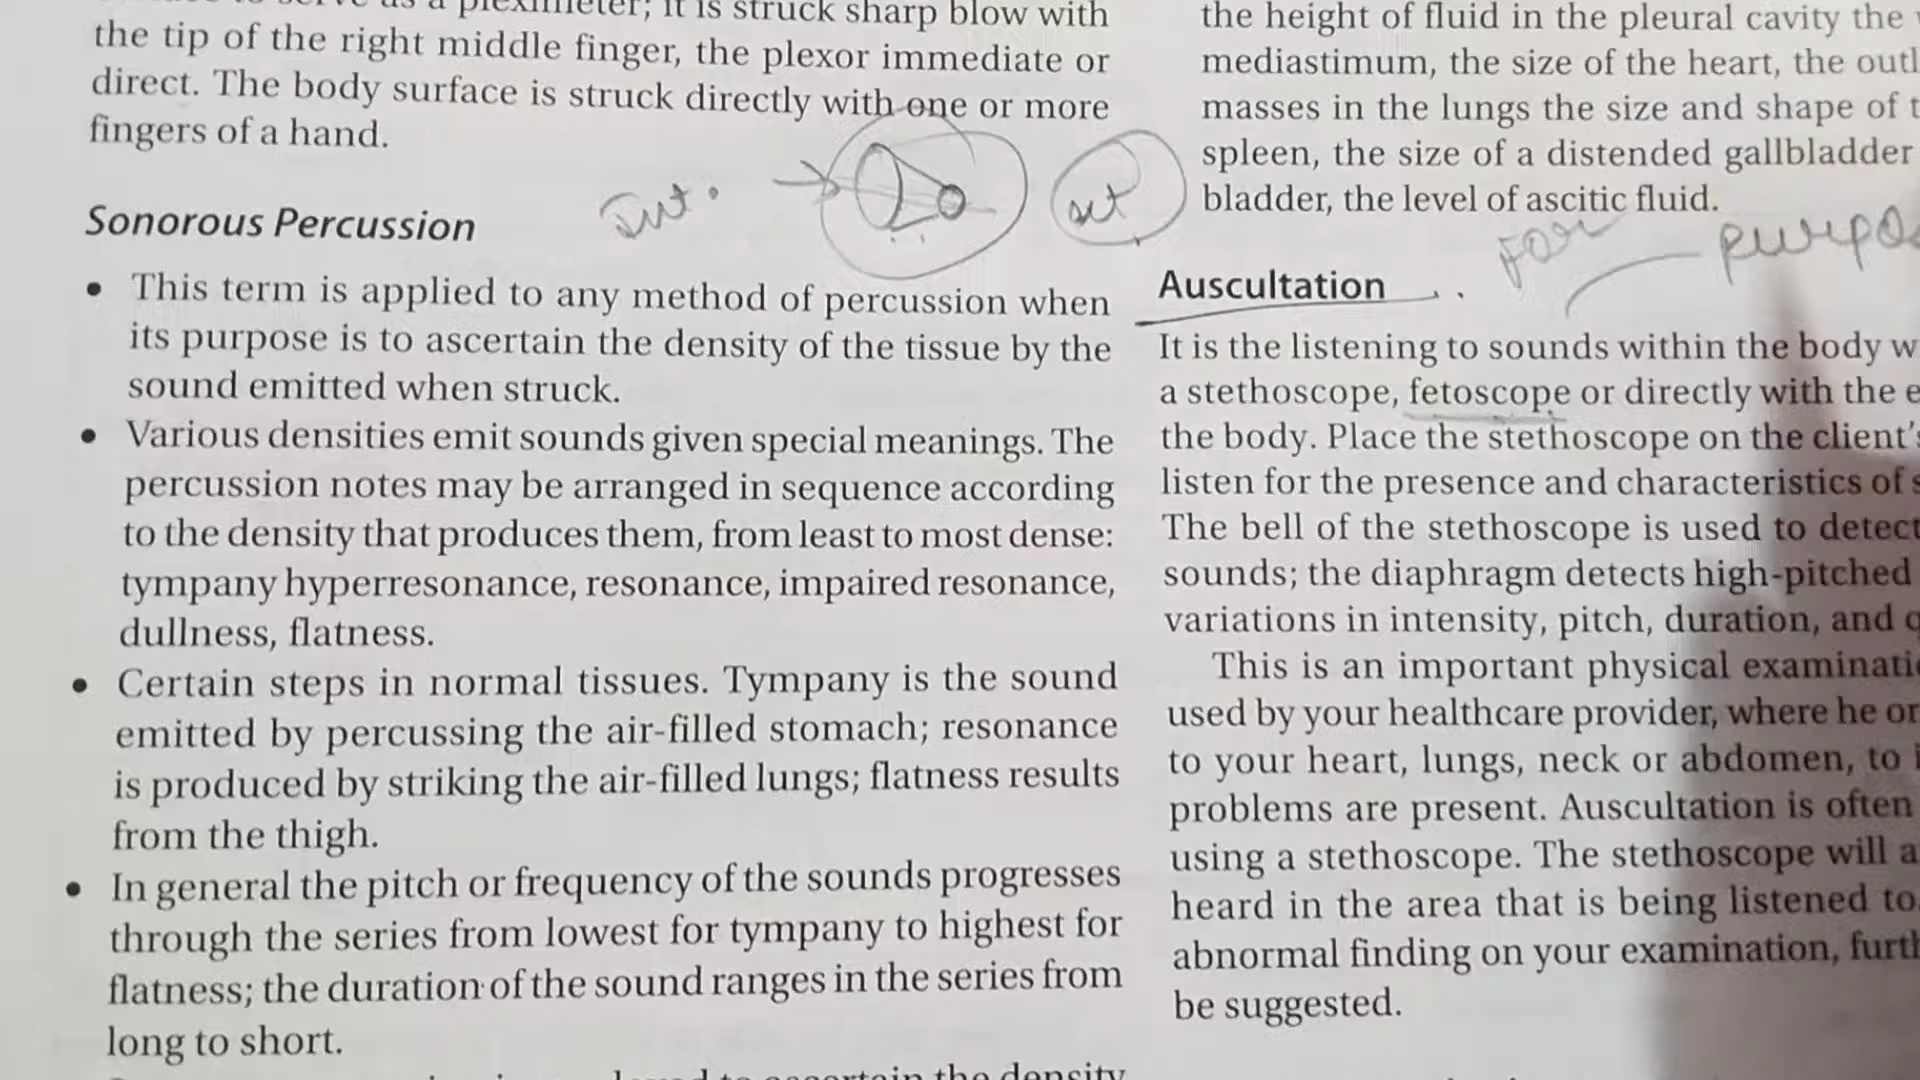 as a pleximeter; it is struck sharp blow with
the tip of the right middle finger, the plexor immediate or
direct. The body surface is struck directly with one or more
fingers of a hand.
Sonorous Percussion
• This term is applied to any method of percussion when
its purpose is to ascertain the density of the tissue by the
sound emitted when struck.
• Various densities emit sounds given special meanings. The
percussion notes may be arranged in sequence according
to the density that produces them, from least to most dense:
tympany hyperresonance, resonance, impaired resonance,
dullness, flatness.
• Certain steps in normal tissues. Tympany is the sound
emitted by percussing the air-filled stomach; resonance
is produced by striking the air-filled lungs; flatness results
from the thigh.
• In general the pitch or frequency of the sounds progresses
through the series from lowest for tympany to highest for
flatness; the duration of the sound ranges in the series from
long to short.
the density
the height of fluid in the pleural cavity the
mediastimum, the size of the heart, the outl
masses in the lungs the size and shape of t
spleen, the size of a distended gallbladder
bladder, the level of ascitic fluid.
Auscultation
It is the listening to sounds within the body w
a stethoscope, fetoscope or directly with the e
the body. Place the stethoscope on the client's
listen for the presence and characteristics of s
The bell of the stethoscope is used to detect
sounds; the diaphragm detects high-pitched
variations in intensity, pitch, duration, and q
This is an important physical examinati
used by your healthcare provider, where he or
to your heart, lungs, neck or abdomen, to i
problems are present. Auscultation is often
using a stethoscope. The stethoscope will a
heard in the area that is being listened to
abnormal finding on your examination, furth
be suggested.